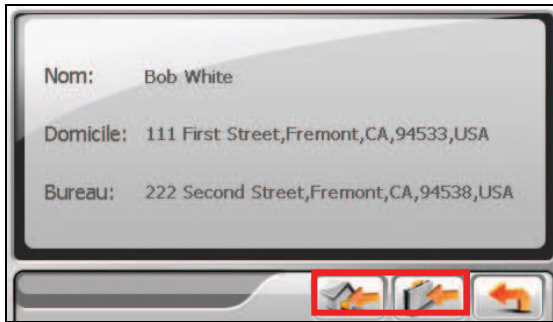 Nom: Bob White
Domicile: 111 First Street,Fremont,CA,94533,USA
Bureau: 222 Second Street,Fremont,CA,94538,USA